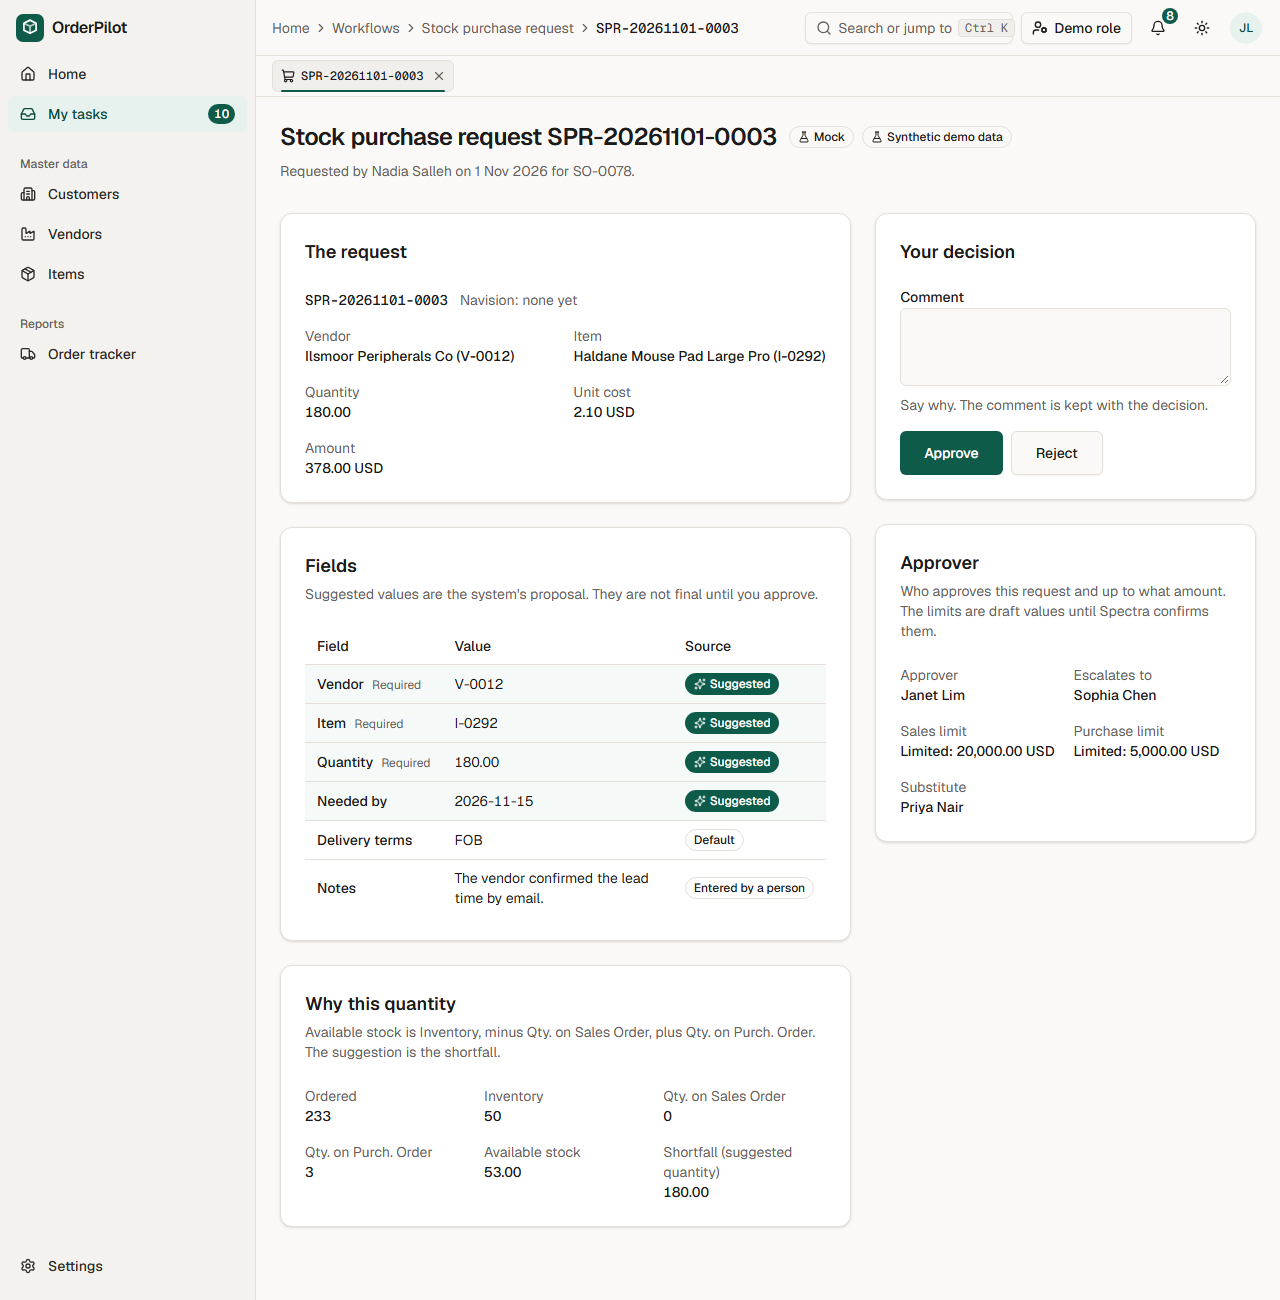 OrderPilot
Home
My tasks
10
Master data
Customers
Vendors
Items
Reports
Order tracker
Settings
Home > Workflows > Stock purchase request > SPR-20261101-0003
Search or jump to
Ctrl K
Demo role
8
JL
SPR-20261101-0003
Stock purchase request SPR-20261101-0003
Mock
Synthetic demo data
Requested by Nadia Salleh on 1 Nov 2026 for SO-0078.
The request
SPR-20261101-0003 Navision: none yet
Vendor
Ilsmoor Peripherals Co (V-0012)
Item
Haldane Mouse Pad Large Pro (I-0292)
Quantity
180.00
Unit cost
2.10 USD
Amount
378.00 USD
Fields
Suggested values are the system's proposal. They are not final until you approve.
Field Value Source
Vendor Required V-0012 Suggested
Item Required I-0292 Suggested
Quantity Required 180.00 Suggested
Needed by 2026-11-15 Suggested
Delivery terms FOB Default
Notes
The vendor confirmed the lead
time by email.
Entered by a person
Why this quantity
Available stock is Inventory, minus Qty. on Sales Order, plus Qty. on Purch. Order.
The suggestion is the shortfall.
Ordered
233
Inventory
50
Qty. on Sales Order
0
Qty. on Purch. Order
3
Available stock
53.00
Shortfall (suggested
quantity)
180.00
Your decision
Comment
Say why. The comment is kept with the decision.
Approve
Reject
Approver
Who approves this request and up to what amount.
The limits are draft values until Spectra confirms
them.
Approver
Janet Lim
Escalates to
Sophia Chen
Sales limit
Limited: 20,000.00 USD
Purchase limit
Limited: 5,000.00 USD
Substitute
Priya Nair